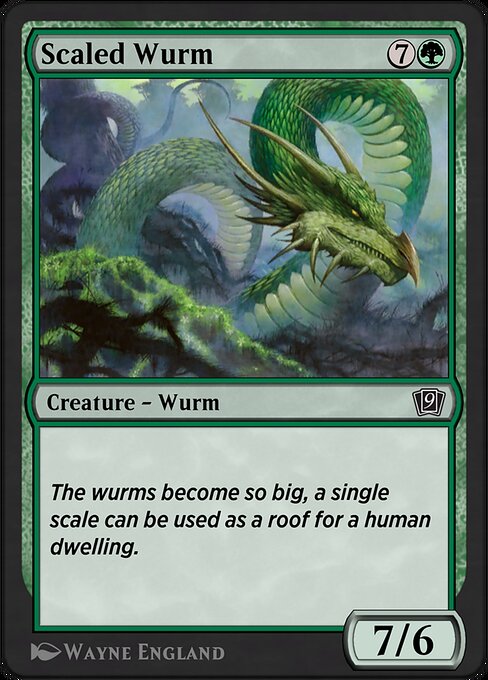 Scaled Wurm 7
Creature – Wurm 9
The wurms become so big, a single
scale can be used as a roof for a human
dwelling.
7/6
Wayne England